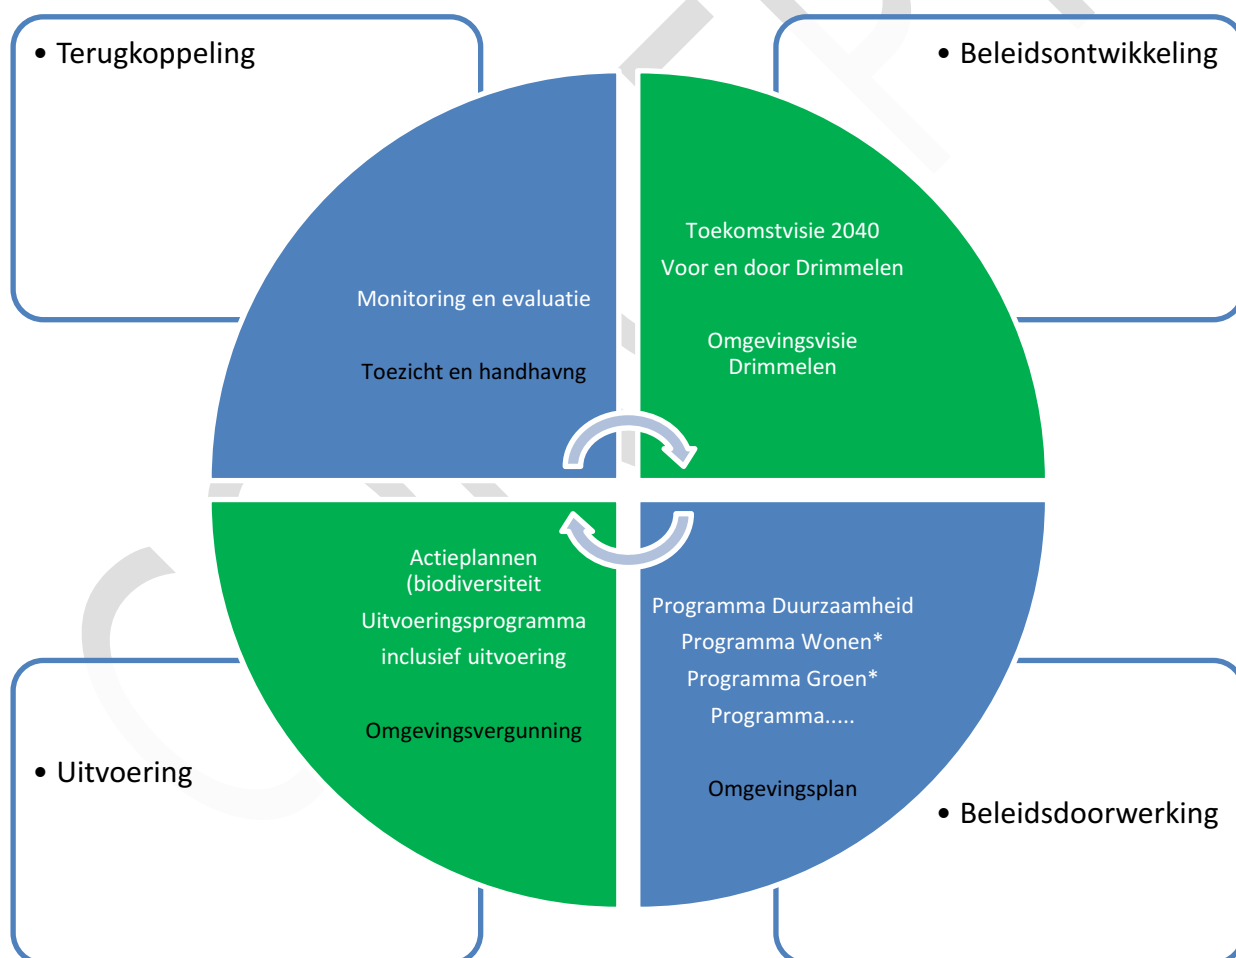 • Terugkoppeling
• Beleidsontwikkeling
Monitoring en evaluatie
Toezicht en handhavng
Toekomstvisie 2040
Voor en door Drimmelen
Omgevingsvisie
Drimmelen
Actieplannen
(biodiversiteit
Uitvoeringsprogramma
inclusief uitvoering
Omgevingsvergunning
Programma Duurzaamheid
Programma Wonen*
Programma Groen*
Programma.....
Omgevingsplan
• Uitvoering
• Beleidsdoorwerking